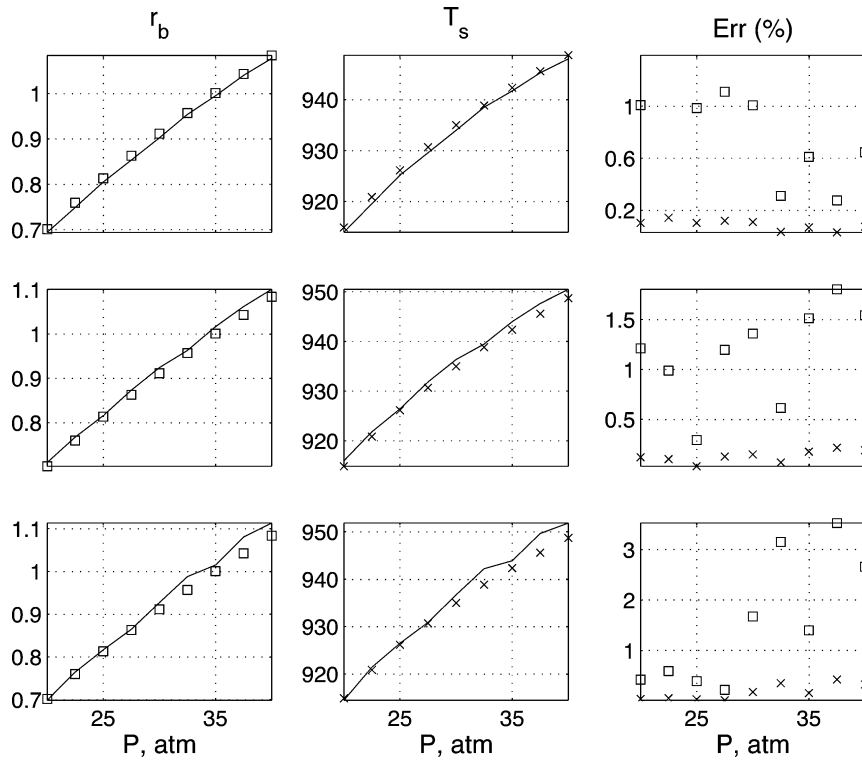 r_b T_s Err (%)
1 0.9 0.8 0.7
940 930 920
1 0.6 0.2
1.1 1 0.9 0.8
950 940 930 920
1.5 1 0.5
1.1 1 0.9 0.8 0.7
950 940 930 920
3 2 1
25 35 25 35 25 35
P, atm P, atm P, atm